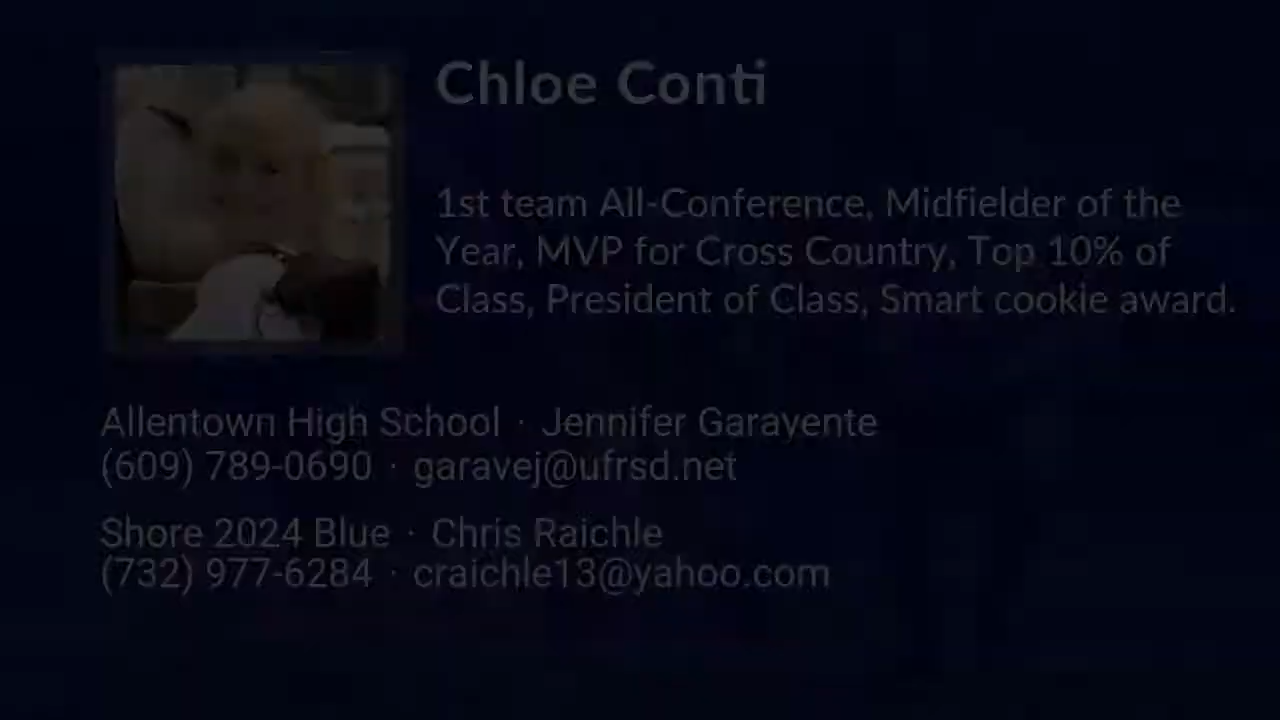 Chloe Conti
1st team All-Conference, Midfielder of the
Year, MVP for Cross Country, Top 10% of
Class, President of Class, Smart cookie award.
Allentown High School · Jennifer Garayente
(609) 789-0690 · garavej@ufrsd.net
Shore 2024 Blue · Chris Raichle
(732) 977-6284 · craichle13@yahoo.com